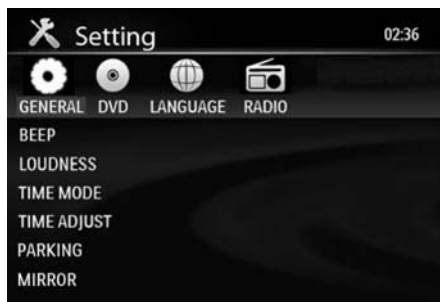 Setting 02:36
GENERAL DVD LANGUAGE RADIO
BEEP
LOUDNESS
TIME MODE
TIME ADJUST
PARKING
MIRROR